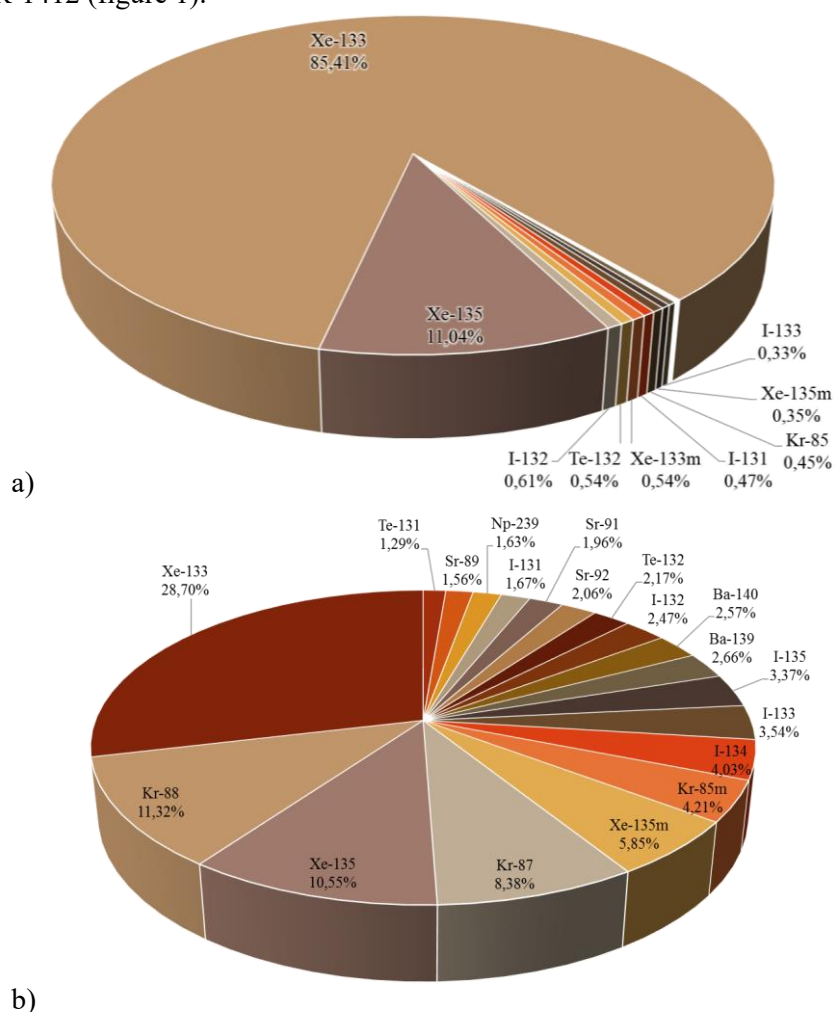 R-1412 (figure 1).
Xe-133
85,41%
Xe-135
11,04%
I-133
0,33%
Xe-135m
0,35%
Kr-85
0,45%
I-132
0,61%
Te-132
0,54%
Xe-133m
0,54%
I-131
0,47%
a)
Te-131
1,29%
Sr-89
1,56%
Np-239
1,63%
I-131
1,67%
Sr-91
1,96%
Sr-92
2,06%
Te-132
2,17%
I-132
2,47%
Ba-140
2,57%
Ba-139
2,66%
I-135
3,37%
I-133
3,54%
I-134
4,03%
Kr-85m
4,21%
Xe-135m
5,85%
Kr-87
8,38%
Xe-135
10,55%
Kr-88
11,32%
Xe-133
28,70%
b)